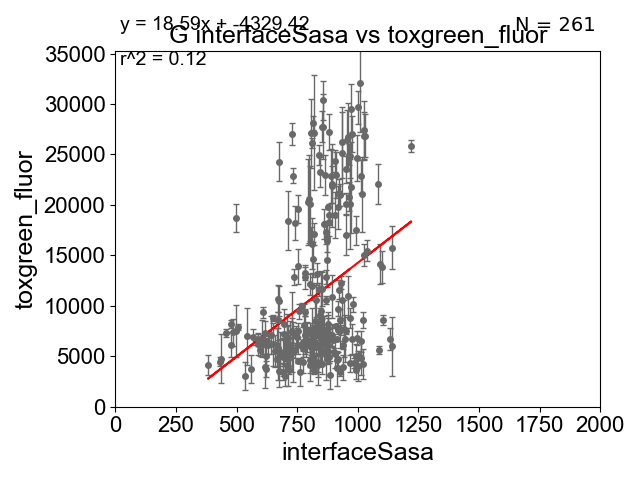 y = 18.59x + -4329.42
N = 261
G interfaceSasa vs toxgreen_fluor
r^2 = 0.12
35000
30000
25000
20000
15000
10000
5000
0
toxgreen_fluor
0 250 500 750 1000 1250 1500 1750 2000
interfaceSasa